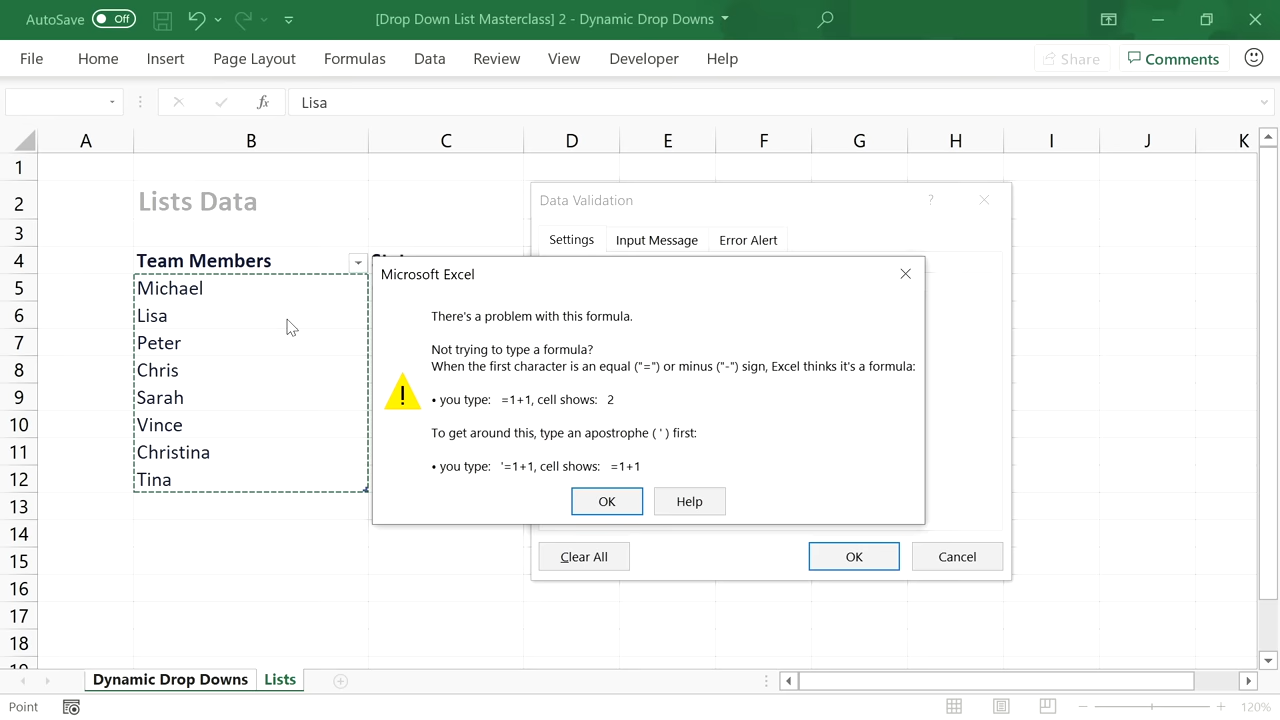 AutoSave Off [Drop Down List Masterclass] 2 - Dynamic Drop Downs
File Home Insert Page Layout Formulas Data Review View Developer Help Share Comments
fx Lisa
A B C D E F G H I J K
1
2 Lists Data
3
4 Team Members
5 Michael
6 Lisa
7 Peter
8 Chris
9 Sarah
10 Vince
11 Christina
12 Tina
13
14
15
16
17
18
Data Validation ?
Settings Input Message Error Alert
Microsoft Excel
There's a problem with this formula.
Not trying to type a formula?
When the first character is an equal ("=") or minus ("-") sign, Excel thinks it's a formula:
• you type: =1+1, cell shows: 2
To get around this, type an apostrophe ( ' ) first:
• you type: '=1+1, cell shows: =1+1
OK Help
Clear All OK Cancel
Dynamic Drop Downs Lists
Point 120%